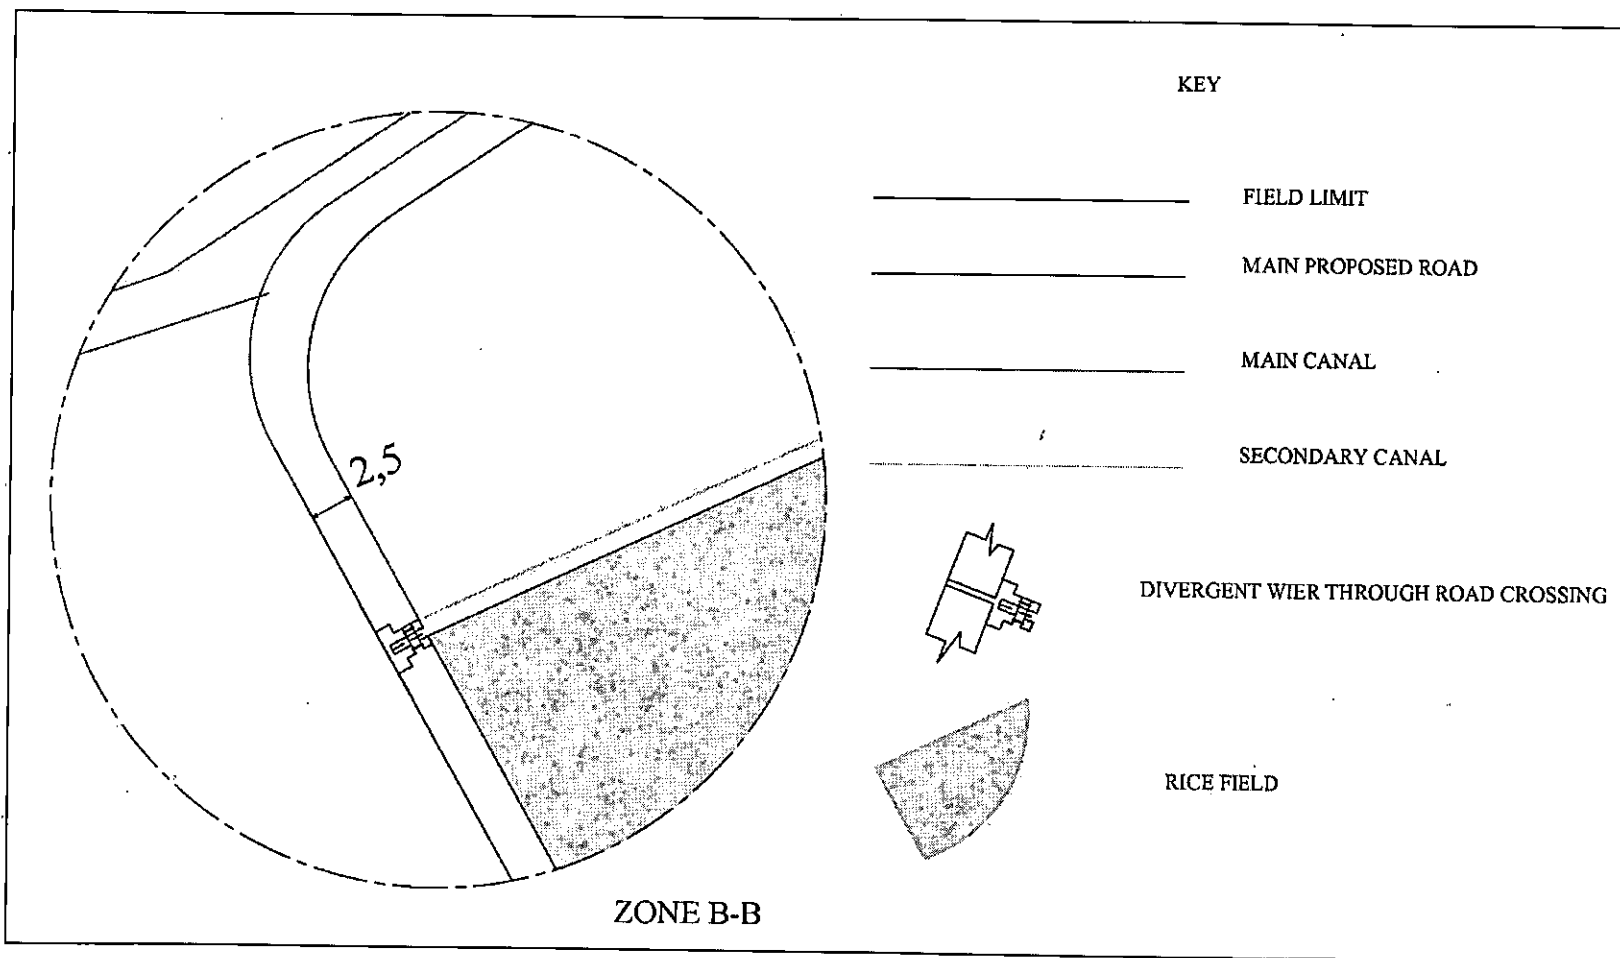 KEY
FIELD LIMIT
MAIN PROPOSED ROAD
MAIN CANAL
SECONDARY CANAL
2,5
DIVERGENT WIER THROUGH ROAD CROSSING
RICE FIELD
ZONE B-B